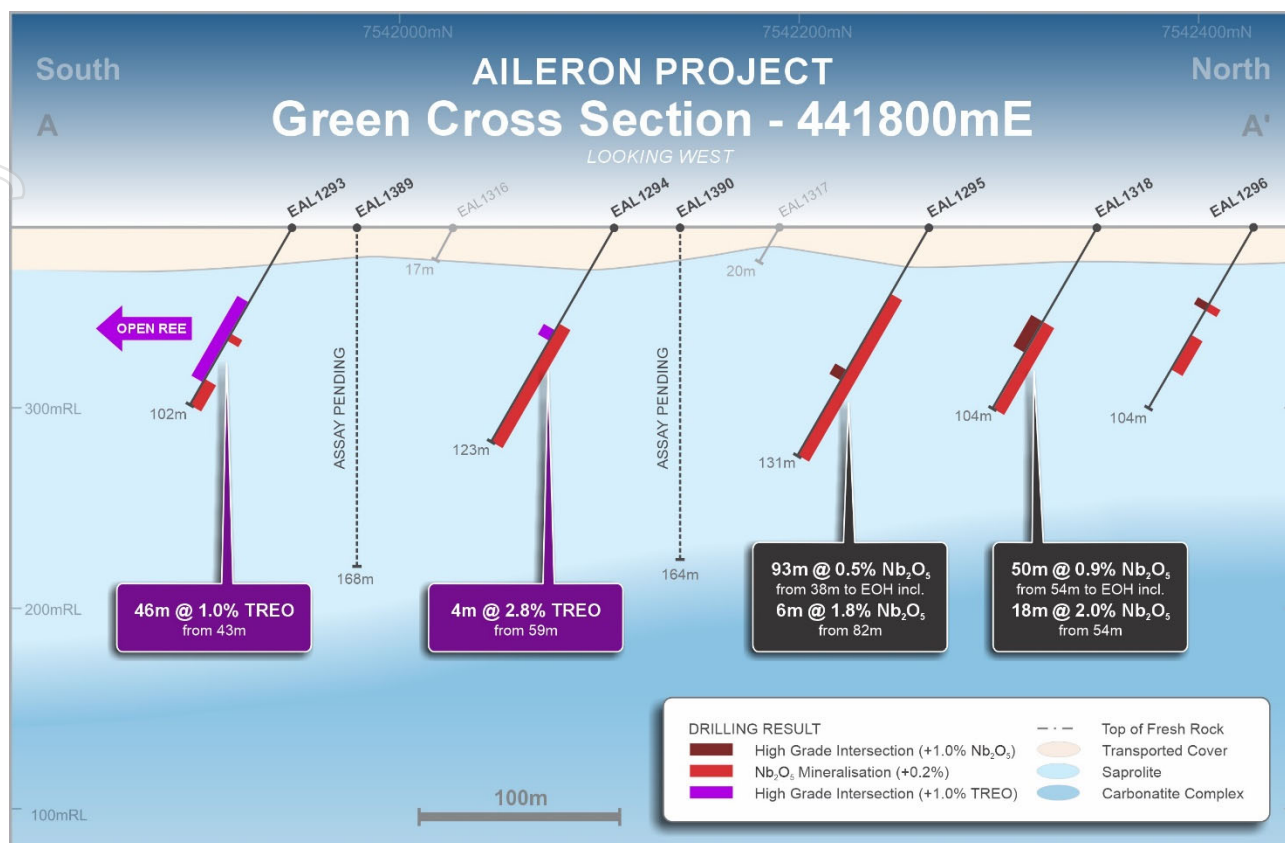 7542000mN
7542200mN
7542400mN
South
AILERON PROJECT
North
A
Green Cross Section - 441800mE
A'
LOOKING WEST
EAL1293
EAL1389
EAL1316
EAL1294
EAL1390
EAL1317
EAL1295
EAL1318
EAL1296
17m
20m
OPEN REE
ASSAY PENDING
ASSAY PENDING
300mRL
102m
123m
131m
104m
104m
168m
164m
46m @ 1.0% TREO
from 43m
4m @ 2.8% TREO
from 59m
93m @ 0.5% Nb₂O₅
from 38m to EOH incl.
6m @ 1.8% Nb₂O₅
from 82m
50m @ 0.9% Nb₂O₅
from 54m to EOH incl.
18m @ 2.0% Nb₂O₅
from 54m
200mRL
DRILLING RESULT
High Grade Intersection (+1.0% Nb₂O₅)
Nb₂O₅ Mineralisation (+0.2%)
High Grade Intersection (+1.0% TREO)
Top of Fresh Rock
Transported Cover
Saprolite
Carbonatite Complex
100m
100mRL